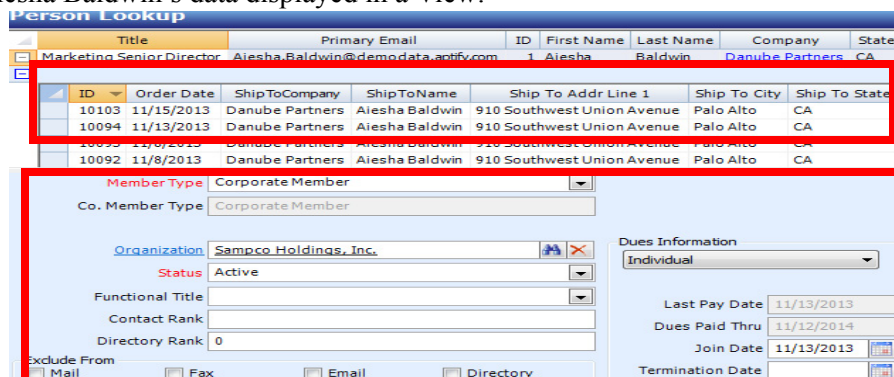 Aiesha Baldwin's data displayed in a View:
Person Lookup
Title Primary Email ID First Name Last Name Company State
Marketing Senior Director Aiesha.Baldwin@demodata.aptify.com 1 Aiesha Baldwin Danube Partners CA
ID Order Date ShipToCompany ShipToName Ship To Addr Line 1 Ship To City Ship To State
10103 11/15/2013 Danube Partners Aiesha Baldwin 910 Southwest Union Avenue Palo Alto CA
10094 11/13/2013 Danube Partners Aiesha Baldwin 910 Southwest Union Avenue Palo Alto CA
10092 11/8/2013 Danube Partners Aiesha Baldwin 910 Southwest Union Avenue Palo Alto CA
Member Type Corporate Member
Co. Member Type Corporate Member
Organization Sampco Holdings, Inc. Dues Information
Status Active Individual
Functional Title Last Pay Date 11/13/2013
Contact Rank Dues Paid Thru 11/12/2014
Directory Rank 0 Join Date 11/13/2013
Exclude From Termination Date
Mail Fax Email Directory